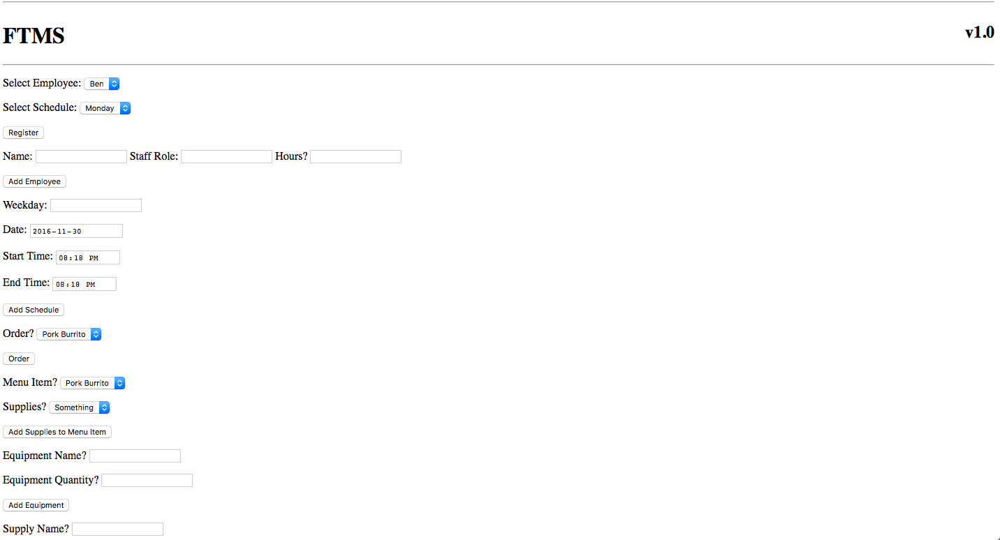 FTMS v1.0
Select Employee: Ben
Select Schedule: Monday
Register
Name: Staff Role: Hours?
Add Employee
Weekday:
Date: 2016-11-30
Start Time: 08:18 PM
End Time: 08:18 PM
Add Schedule
Order? Pork Burrito
Order
Menu Item? Pork Burrito
Supplies? Something
Add Supplies to Menu Item
Equipment Name?
Equipment Quantity?
Add Equipment
Supply Name?